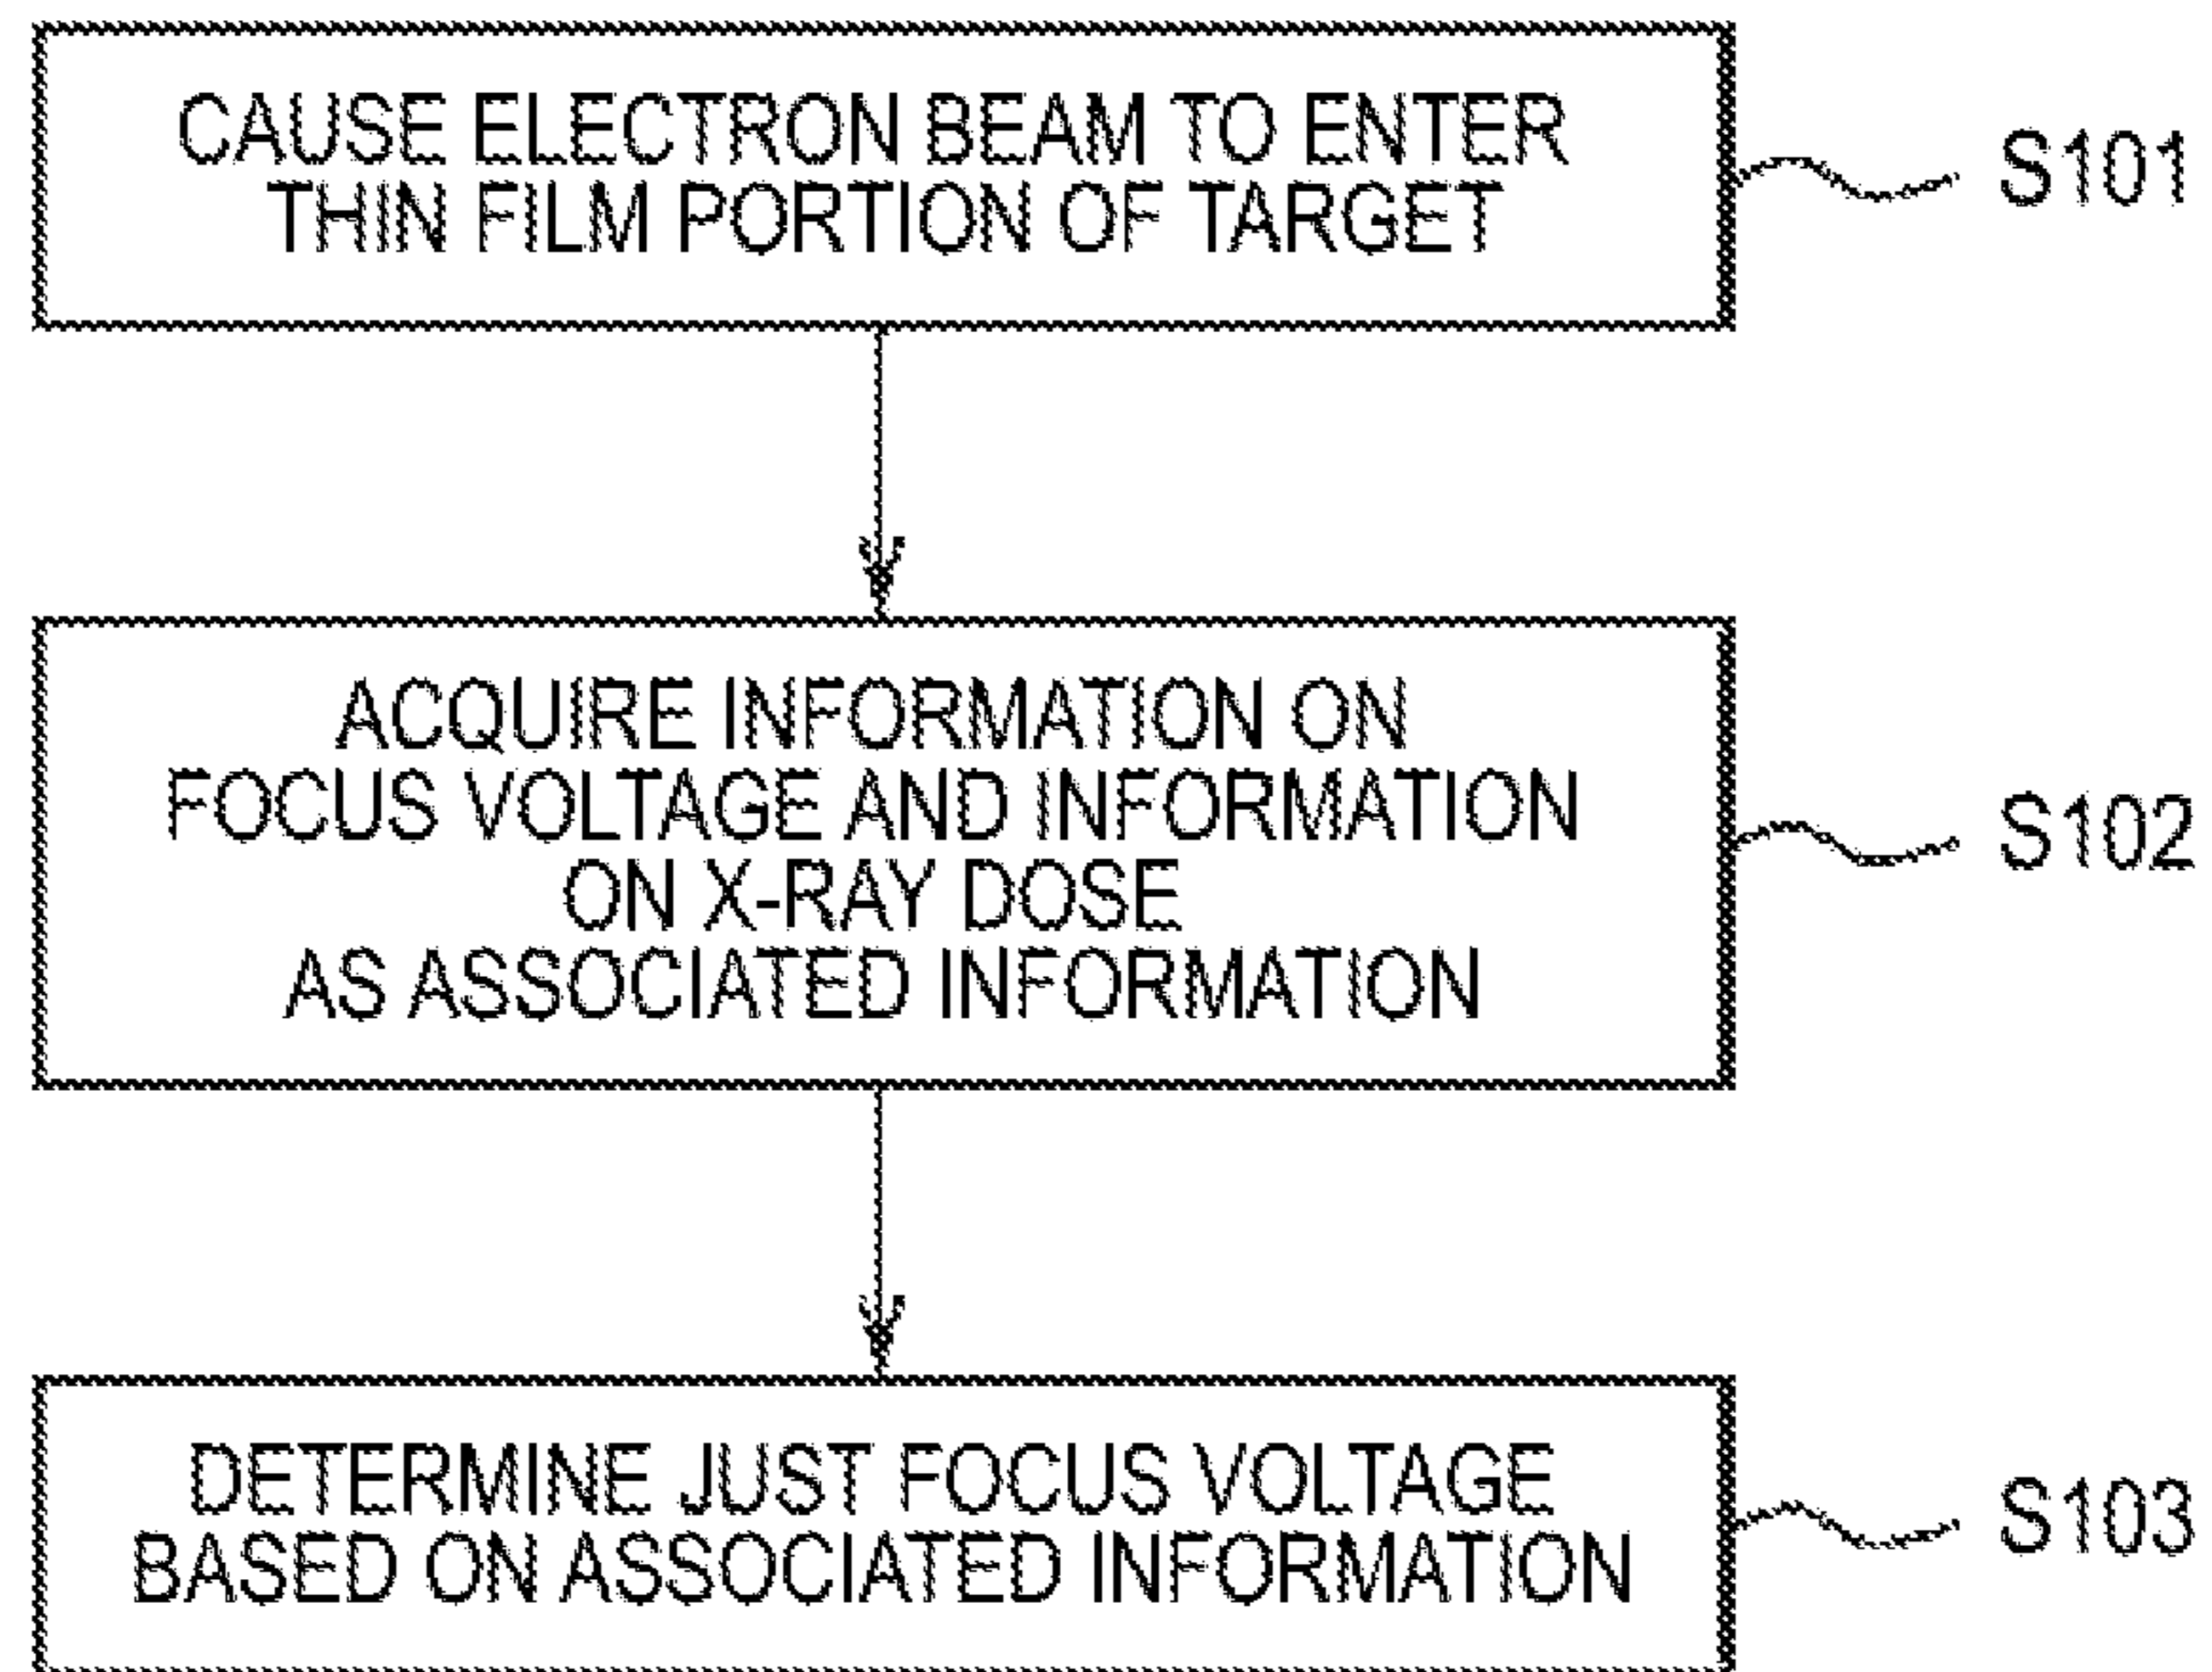 CAUSE ELECTRON BEAM TO ENTER
THIN FILM PORTION OF TARGET
S101
ACQUIRE INFORMATION ON
FOCUS VOLTAGE AND INFORMATION
ON X-RAY DOSE
AS ASSOCIATED INFORMATION
S102
DETERMINE JUST FOCUS VOLTAGE
BASED ON ASSOCIATED INFORMATION
S103